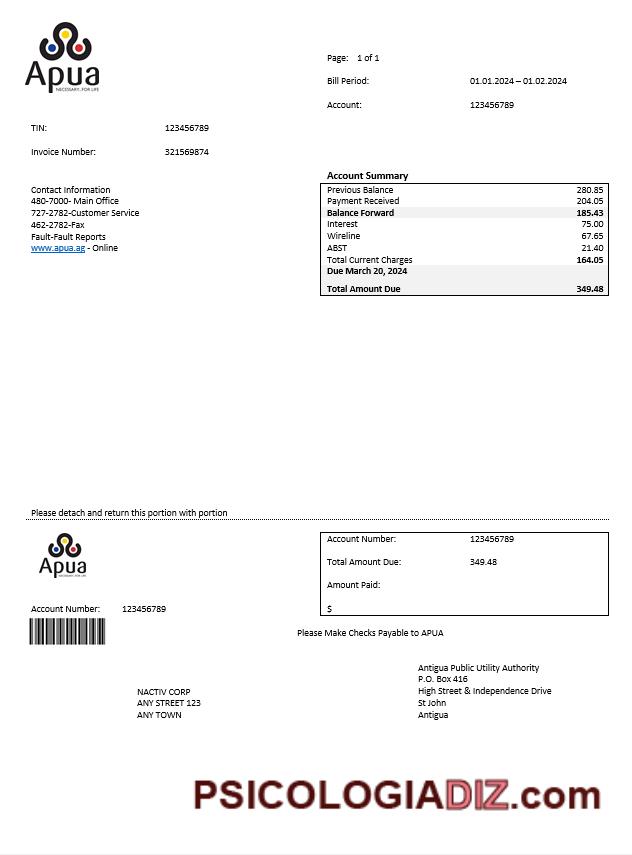 Apua
NECESSARY...FOR LIFE
Page: 1 of 1
Bill Period: 01.01.2024 – 01.02.2024
Account: 123456789
TIN: 123456789
Invoice Number: 321569874
Contact Information
480-7000- Main Office
727-2782-Customer Service
462-2782-Fax
Fault-Fault Reports
www.apua.ag - Online
Account Summary
Previous Balance 280.85
Payment Received 204.05
Balance Forward 185.43
Interest 75.00
Wireline 67.65
ABST 21.40
Total Current Charges 164.05
Due March 20, 2024
Total Amount Due 349.48
Please detach and return this portion with portion
Apua
NECESSARY...FOR LIFE
Account Number: 123456789
Account Number: 123456789
Total Amount Due: 349.48
Amount Paid:
$
Please Make Checks Payable to APUA
NACTIV CORP
ANY STREET 123
ANY TOWN
Antigua Public Utility Authority
P.O. Box 416
High Street & Independence Drive
St John
Antigua
PSICOLOGIADIZ.com